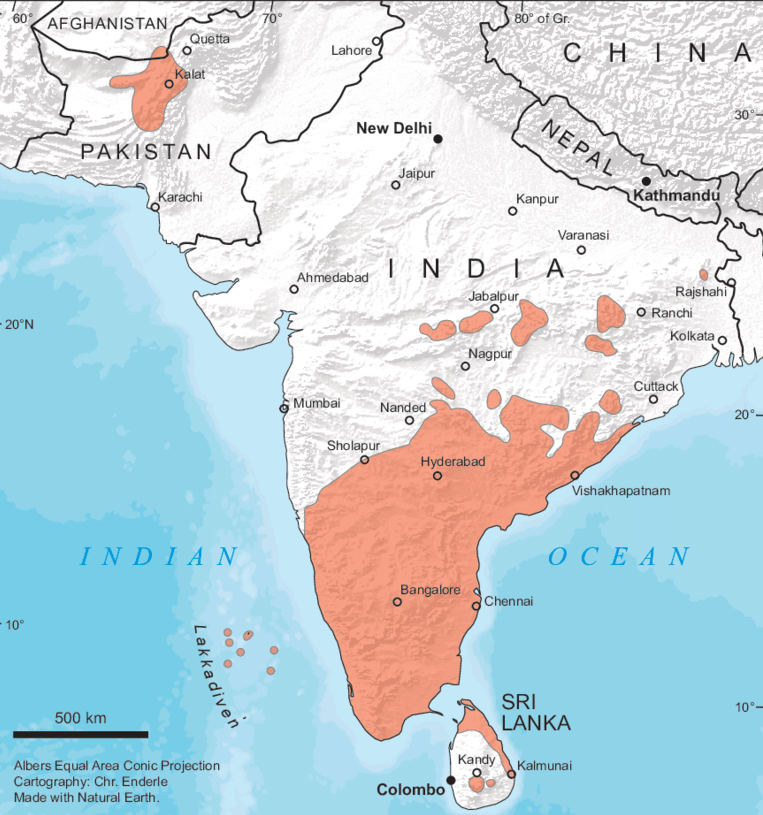 60°
70°
80° of Gr.
AFGHANISTAN
Quetta
Lahore
CHINA
Kalat
30°
New Delhi
NEPAL
PAKISTAN
Jaipur
Kathmandu
Karachi
Kanpur
Varanasi
INDIA
Ahmedabad
Rajshahi
Jabalpur
Ranchi
20°N
Kolkata
Nagpur
Cuttack
Mumbai
Nanded
20°
Sholapur
Hyderabad
Vishakhapatnam
INDIAN
OCEAN
Bangalore
Chennai
10°
Lakkadiven
SRI
LANKA
10°
500 km
Kandy
Kalmunai
Colombo
Albers Equal Area Conic Projection
Cartography: Chr. Enderle
Made with Natural Earth.